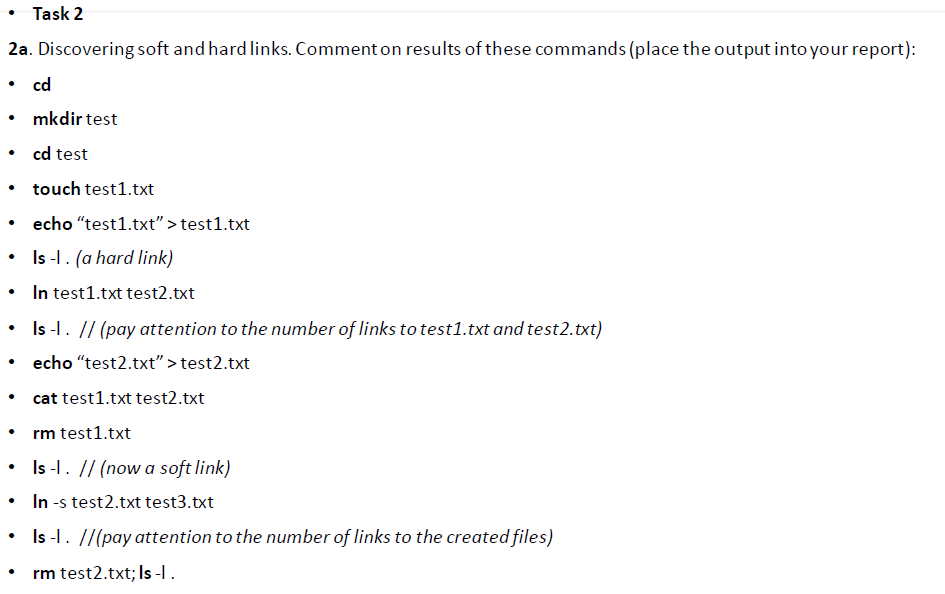 • Task 2
2a. Discovering soft and hard links. Comment on results of these commands (place the output into your report):
• cd
• mkdir test
• cd test
• touch test1.txt
• echo “test1.txt” > test1.txt
• ls -l . (a hard link)
• ln test1.txt test2.txt
• ls -l . // (pay attention to the number of links to test1.txt and test2.txt)
• echo “test2.txt” > test2.txt
• cat test1.txt test2.txt
• rm test1.txt
• ls -l . // (now a soft link)
• ln -s test2.txt test3.txt
• ls -l . //(pay attention to the number of links to the created files)
• rm test2.txt; ls -l .